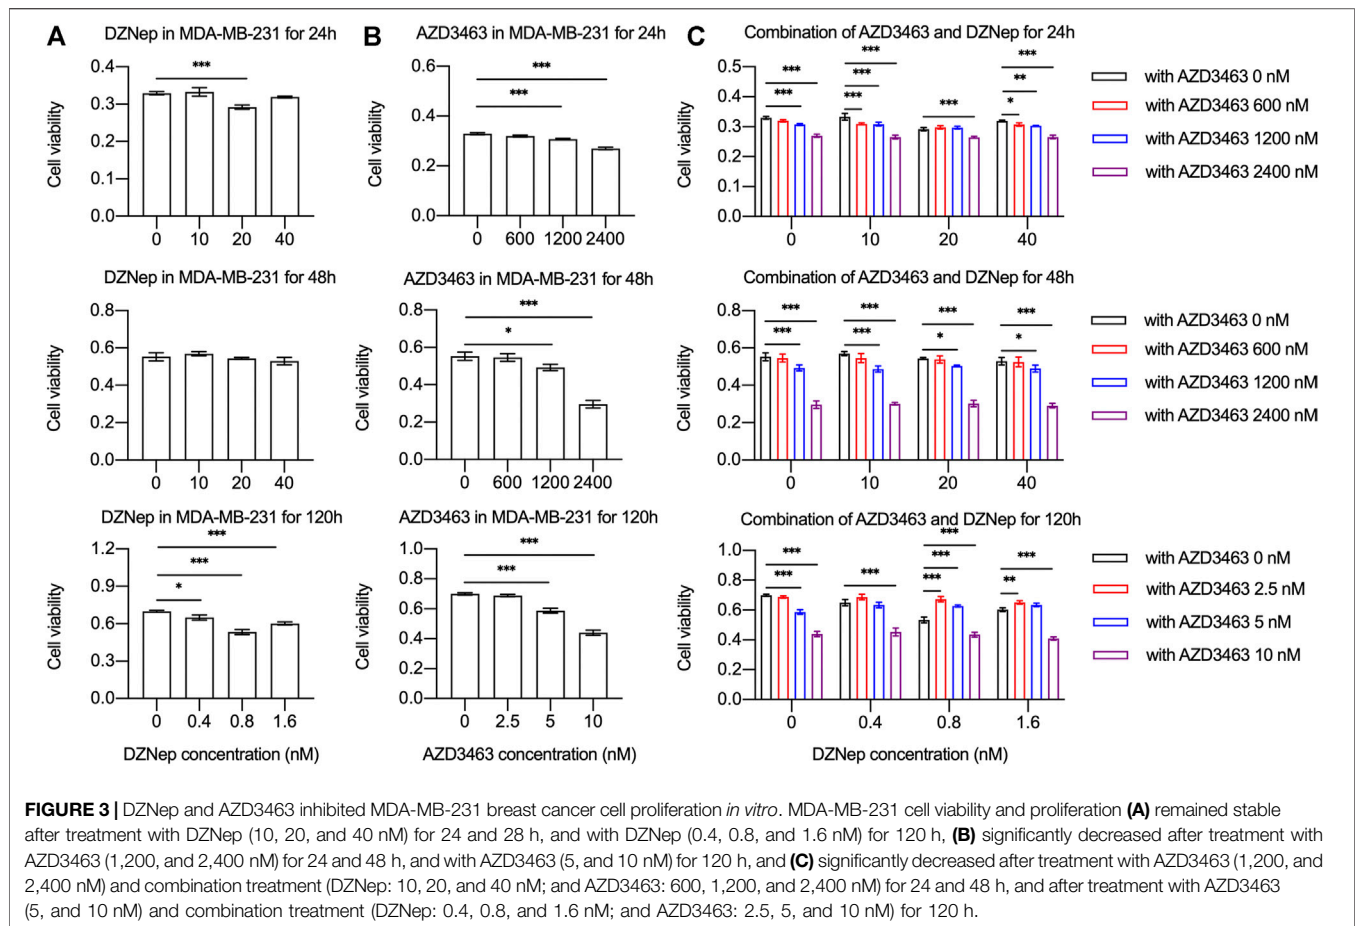 A
DZNep in MDA-MB-231 for 24h
Cell viability
0.4
0.3
0.2
0.1
0.0
***
0 10 20 40
B
AZD3463 in MDA-MB-231 for 24h
Cell viability
0.6
0.4
0.2
0.0
***
***
0 600 1200 2400
C
Combination of AZD3463 and DZNep for 24h
Cell viability
0.5
0.4
0.3
0.2
0.1
0.0
***
***
***
***
***
***
***
**
*
0 10 20 40
with AZD3463 0 nM
with AZD3463 600 nM
with AZD3463 1200 nM
with AZD3463 2400 nM
DZNep in MDA-MB-231 for 48h
Cell viability
0.8
0.6
0.4
0.2
0.0
0 10 20 40
AZD3463 in MDA-MB-231 for 48h
Cell viability
0.8
0.6
0.4
0.2
0.0
***
*
0 600 1200 2400
Combination of AZD3463 and DZNep for 48h
Cell viability
0.8
0.6
0.4
0.2
0.0
***
***
***
***
***
*
***
*
0 10 20 40
with AZD3463 0 nM
with AZD3463 600 nM
with AZD3463 1200 nM
with AZD3463 2400 nM
DZNep in MDA-MB-231 for 120h
Cell viability
1.2
0.9
0.6
0.3
0.0
***
***
*
0 0.4 0.8 1.6
DZNep concentration (nM)
AZD3463 in MDA-MB-231 for 120h
Cell viability
1.0
0.8
0.6
0.4
0.2
0.0
***
***
0 2.5 5 10
AZD3463 concentration (nM)
Combination of AZD3463 and DZNep for 120h
Cell viability
1.0
0.8
0.6
0.4
0.2
0.0
***
***
***
***
***
***
***
**
0 0.4 0.8 1.6
DZNep concentration (nM)
with AZD3463 0 nM
with AZD3463 2.5 nM
with AZD3463 5 nM
with AZD3463 10 nM
FIGURE 3 | DZNep and AZD3463 inhibited MDA-MB-231 breast cancer cell proliferation in vitro. MDA-MB-231 cell viability and proliferation (A) remained stable
after treatment with DZNep (10, 20, and 40 nM) for 24 and 28 h, and with DZNep (0.4, 0.8, and 1.6 nM) for 120 h, (B) significantly decreased after treatment with
AZD3463 (1,200, and 2,400 nM) for 24 and 48 h, and with AZD3463 (5, and 10 nM) for 120 h, and (C) significantly decreased after treatment with AZD3463 (1,200, and
2,400 nM) and combination treatment (DZNep: 10, 20, and 40 nM; and AZD3463: 600, 1,200, and 2,400 nM) for 24 and 48 h, and after treatment with AZD3463
(5, and 10 nM) and combination treatment (DZNep: 0.4, 0.8, and 1.6 nM; and AZD3463: 2.5, 5, and 10 nM) for 120 h.